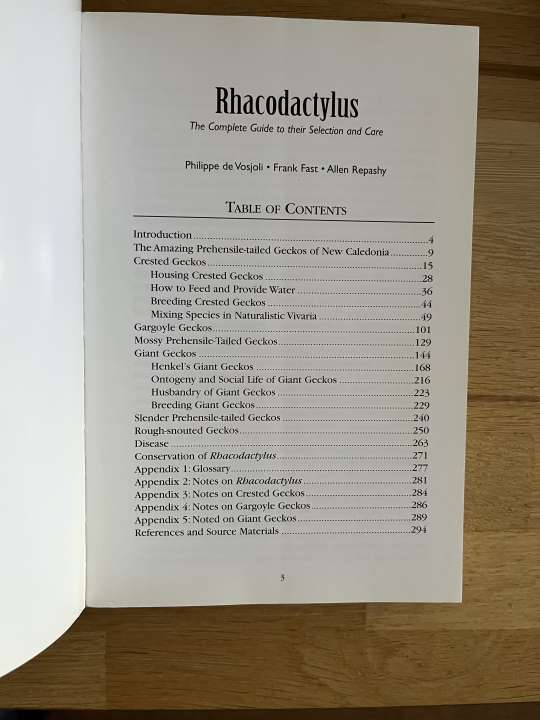 Rhacodactylus
The Complete Guide to their Selection and Care
Philippe de Vosjoli • Frank Fast • Allen Repashy
TABLE OF CONTENTS
Introduction....................................................................................4
The Amazing Prehensile-tailed Geckos of New Caledonia.............9
Crested Geckos.............................................................................15
Housing Crested Geckos.......................................................28
How to Feed and Provide Water............................................36
Breeding Crested Geckos......................................................44
Mixing Species in Naturalistic Vivaria....................................49
Gargoyle Geckos.........................................................................101
Mossy Prehensile-Tailed Geckos.................................................129
Giant Geckos..............................................................................144
Henkel's Giant Geckos.........................................................168
Ontogeny and Social Life of Giant Geckos..........................216
Husbandry of Giant Geckos.................................................223
Breeding Giant Geckos........................................................229
Slender Prehensile-tailed Geckos...............................................240
Rough-snouted Geckos...............................................................250
Disease.......................................................................................263
Conservation of Rhacodactylus..................................................271
Appendix 1: Glossary.................................................................277
Appendix 2: Notes on Rhacodactylus.........................................281
Appendix 3: Notes on Crested Geckos........................................284
Appendix 4: Notes on Gargoyle Geckos......................................286
Appendix 5: Noted on Giant Geckos...........................................289
References and Source Materials................................................294
3